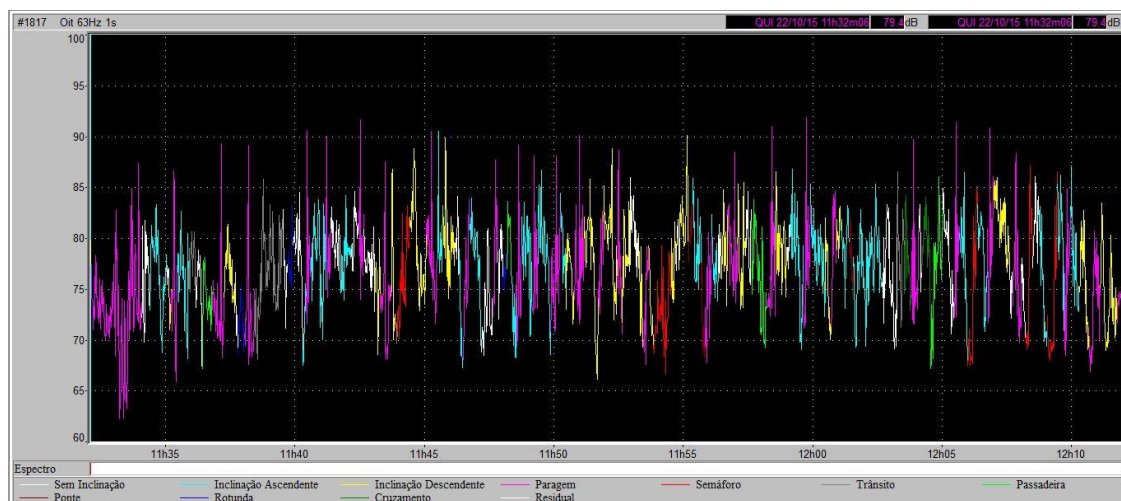 #1817 Oit 63Hz 1s QUI 22/10/15 11h32m06 79.4 dB QUI 22/10/15 11h32m06 79.4 dB
100
95
90
85
80
75
70
65
60
11h35 11h40 11h45 11h50 11h55 12h00 12h05 12h10
Espectro
Sem Inclinação Inclinação Ascendente Inclinação Descendente Paragem Semáforo Trânsito Passadeira
Ponte Rotunda Cruzamento Residual